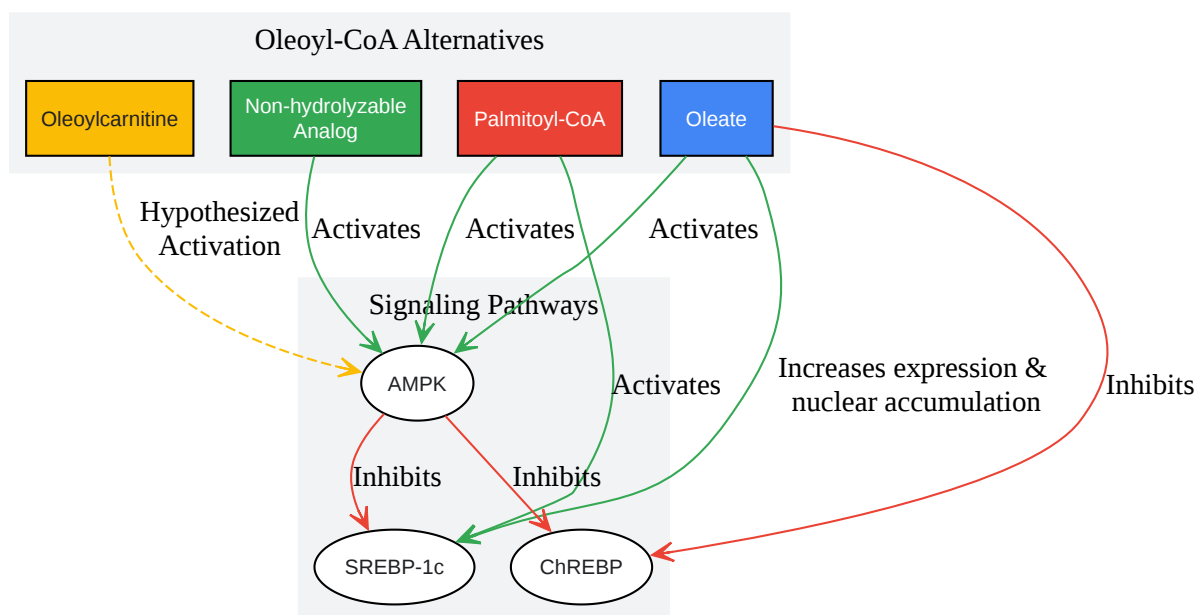 Oleoyl-CoA Alternatives
Oleoylcarnitine
Non-hydrolyzable
Analog
Palmitoyl-CoA
Oleate
Hypothesized
Activation
Activates
Activates
Activates
Signaling Pathways
AMPK
Activates
Increases expression &
nuclear accumulation
Inhibits
Inhibits
Inhibits
SREBP-1c
ChREBP